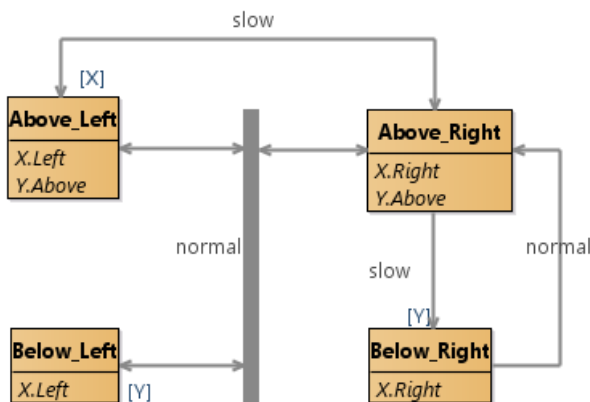 slow
[X]
Above_Left
X.Left
Y.Above
Above_Right
X.Right
Y.Above
normal
slow
normal
[Y]
Below_Left
X.Left
[Y]
Below_Right
X.Right